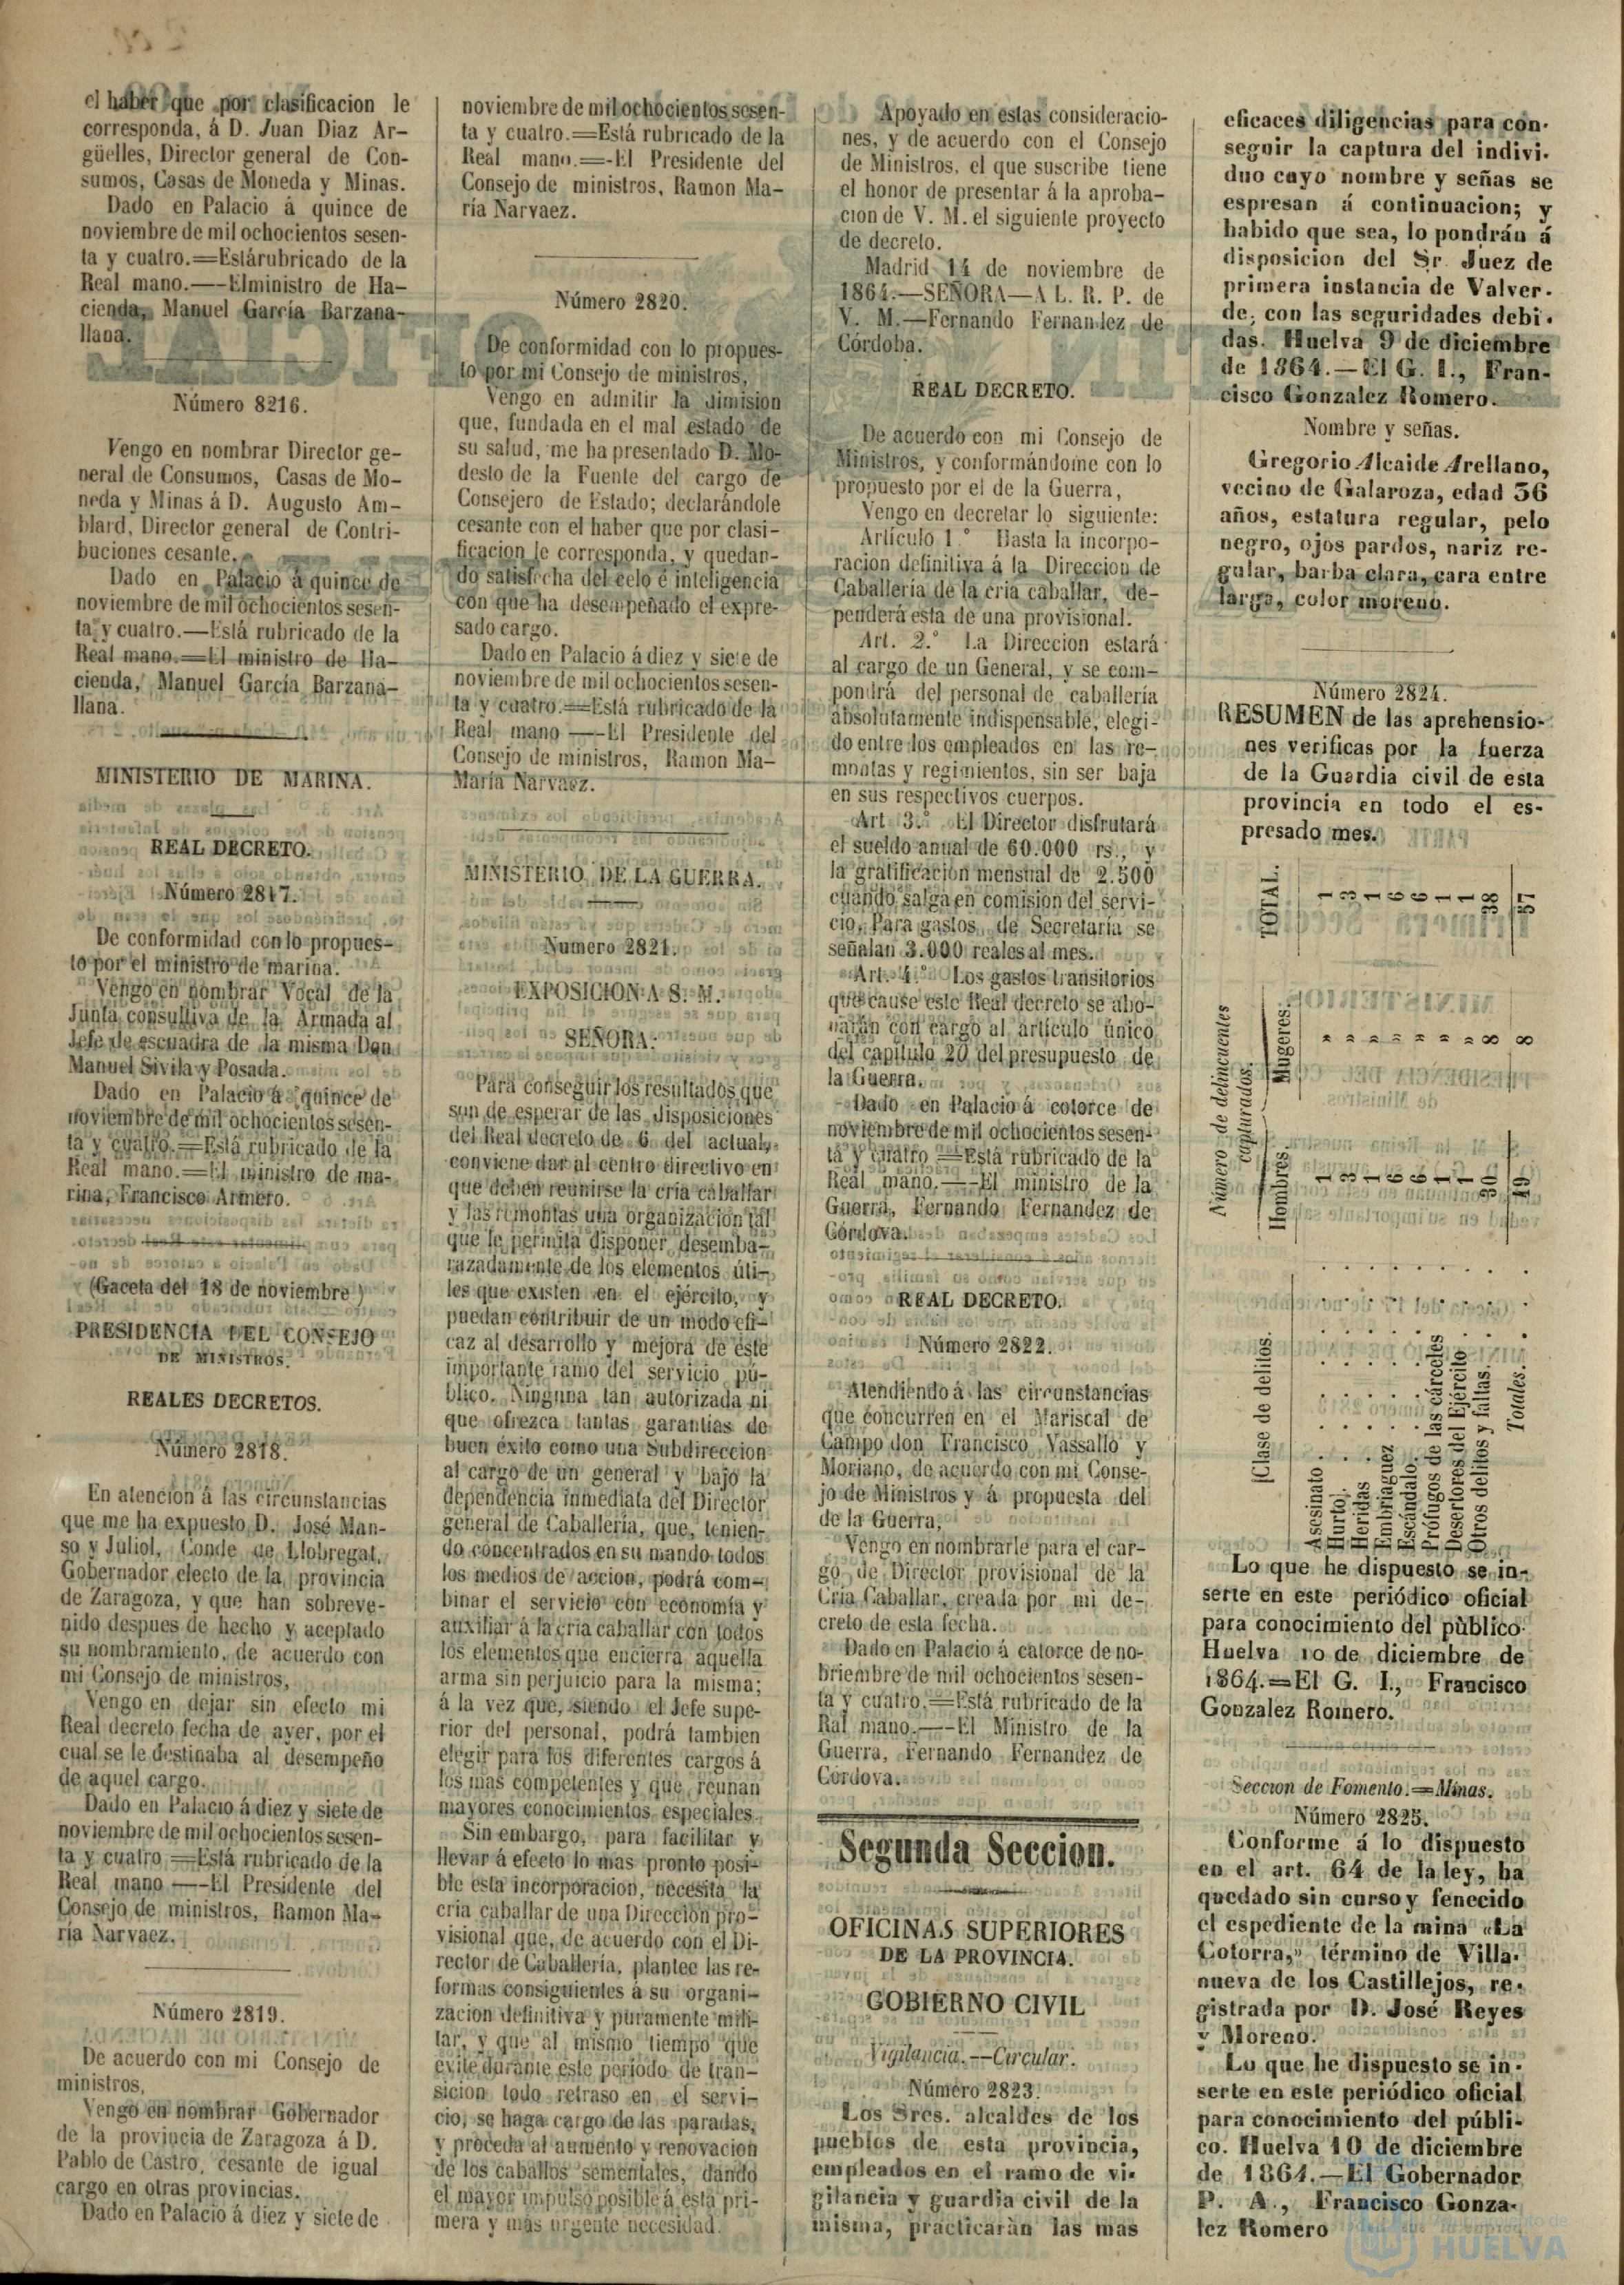 el haber que por clasificacion le
corresponda, á D. Juan Diaz Ar-
güelles, Director general de Con-
sumos, Casas de Moneda y Minas.
Dado en Palacio á quince de
noviembre de mil ochocientos sesen-
ta y cuatro.=Estárubricado de la
Real mano.—-Elministro de Ha-
cienda, Manuel García Barzana-
llana.
Número 8216.
Vengo en nombrar Director ge-
neral de Consumos, Casas de Mo-
neda y Minas á D. Augusto Am-
blard, Director general de Contri-
buciones cesante.
Dado en Palacio á quince de
noviembre de mil ochocientos sesen-
ta y cuatro.—Está rubricado de la
Real mano.=El ministro de Ha-
cienda, Manuel García Barzana-
llana.
MINISTERIO DE MARINA.
REAL DECRETO.
Número 2817.
De conformidad con lo propues-
to por el ministro de marina.
Vengo en nombrar Vocal de la
Junta consultiva de la Armada al
Jefe de escuadra de la misma Don
Manuel Sivila y Posada.
Dado en Palacio á quince de
noviembre de mil ochocientos sesen-
ta y cuatro.=Está rubricado de la
Real mano.=El ministro de ma-
rina, Francisco Armero.
(Gaceta del 18 de noviembre)
PRESIDENCIA DEL CONSEJO
DE MINISTROS.
REALES DECRETOS.
Número 2818.
En atencion á las circunstancias
que me ha expuesto D. José Man-
so y Juliol, Conde de Llobregat,
Gobernador electo de la provincia
de Zaragoza, y que han sobreve-
nido despues de hecho y aceptado
su nombramiento, de acuerdo con
mi Consejo de ministros,
Vengo en dejar sin efecto mi
Real decreto fecha de ayer, por el
cual se le destinaba al desempeño
de aquel cargo.
Dado en Palacio á diez y siete de
noviembre de mil ochocientos sesen-
ta y cuatro =Está rubricado de la
Real mano —-El Presidente del
Consejo de ministros, Ramon Ma-
ría Narvaez.
Número 2819.
De acuerdo con mi Consejo de
ministros,
Vengo en nombrar Gobernador
de la provincia de Zaragoza á D.
Pablo de Castro, cesante de igual
cargo en otras provincias.
Dado en Palacio á diez y siete de
noviembre de mil ochocientos sesen-
ta y cuatro.=Está rubricado de la
Real mano.=-El Presidente del
Consejo de ministros, Ramon Ma-
ría Narvaez.
Número 2820.
De conformidad con lo propues-
to por mi Consejo de ministros,
Vengo en admitir la dimision
que, fundada en el mal estado de
su salud, me ha presentado D. Mo-
desto de la Fuente del cargo de
Consejero de Estado; declarándole
cesante con el haber que por clasi-
ficacion le corresponda, y quedan-
do satisfecha del celo é inteligencia
con que ha desempeñado el expre-
sado cargo.
Dado en Palacio á diez y siete de
noviembre de mil ochocientos sesen-
ta y cuatro.=Está rubricado de la
Real mano —-El Presidente del
Consejo de ministros, Ramon Ma-
María Narvaez.
MINISTERIO DE LA GUERRA.
Numero 2821.
EXPOSICION A S. M.
SEÑORA:
Para conseguir los resultados que
son de esperar de las disposiciones
del Real decreto de 6 del actual,
conviene dar al centro directivo en
que deben reunirse la cria caballar
y las remontas una organizacion tal
que le permita disponer desemba-
razadamente de los elementos úti-
les que existen en el ejército, y
puedan contribuir de un modo efi-
caz al desarrollo y mejora de este
importante ramo del servicio pú-
blico. Ninguna tan autorizada ni
que ofrezca tantas garantías de
buen éxito como una Subdireccion
al cargo de un general y bajo la
dependencia inmediata del Director
general de Caballería, que, tenien-
do concentrados en su mando todos
los medios de accion, podrá com-
binar el servicio con economía y
auxiliar á la cria caballar con todos
los elementos que encierra aquella
arma sin perjuicio para la misma;
á la vez que, siendo el Jefe supe-
rior del personal, podrá tambien
elegir para los diferentes cargos á
los mas competentes y que reunan
mayores conocimientos especiales.
Sin embargo, para facilitar y
llevar á efecto lo mas pronto posi-
ble esta incorporacion, necesita la
cria caballar de una Direccion pro-
visional que, de acuerdo con el Di-
rector de Caballería, plantee las re-
formas consiguientes á su organi-
zacion definitiva y puramente mili-
tar, y que al mismo tiempo que
evite durante este período de tran-
sicion todo retraso en el servi-
cio, se haga cargo de las paradas,
y proceda al aumento y renovacion
de los caballos sementales, dando
el mayor impulso posible á esta pri-
mera y mas urgente necesidad.
Apoyado en estas consideracio-
nes, y de acuerdo con el Consejo
de Ministros, el que suscribe tiene
el honor de presentar á la aproba-
cion de V. M. el siguiente proyecto
de decreto.
Madrid 14 de noviembre de
1864.—SEÑORA—A L. R. P. de
V. M.—Fernando Fernandez de
Córdoba.
REAL DECRETO.
De acuerdo con mi Consejo de
Ministros, y conformándome con lo
propuesto por el de la Guerra,
Vengo en decretar lo siguiente:
Artículo 1.° Hasta la incorpo-
racion definitiva á la Direccion de
Caballería de la cria caballar, de-
penderá esta de una provisional.
Art. 2.° La Direccion estará
al cargo de un General, y se com-
pondrá del personal de caballería
absolutamente indispensable, elegi-
do entre los empleados en las re-
montas y regimientos, sin ser baja
en sus respectivos cuerpos.
Art 3.° El Director disfrutará
el sueldo anual de 60.000 rs., y
la gratificacion mensual de 2.500
cuando salga en comision del servi-
cio. Para gastos de Secretaría se
señalan 3.000 reales al mes.
Art. 4.° Los gastos transitorios
que cause este Real decreto se abo-
narán con cargo al artículo único
del capítulo 20 del presupuesto de
la Guerra.
Dado en Palacio á cotorce de
noviembre de mil ochocientos sesen-
ta y cuatro =Está rubricado de la
Real mano.—-El ministro de la
Guerra, Fernando Fernandez de
Córdova.
REAL DECRETO.
Número 2822.
Atendiendo á las circunstancias
que concurren en el Mariscal de
Campo don Francisco Vassallo y
Moriano, de acuerdo con mi Conse-
jo de Ministros y á propuesta del
de la Guerra,
Vengo en nombrarle para el car-
go de Director provisional de la
Cria Caballar, creada por mi de-
creto de esta fecha.
Dado en Palacio á catorce de no-
briembre de mil ochocientos sesen-
ta y cuatro.=Está rubricado de la
Ral mano.—-El Ministro de la
Guerra, Fernando Fernandez de
Córdova.
Segunda Seccion.
OFICINAS SUPERIORES
DE LA PROVINCIA.
GOBIERNO CIVIL
Vigilancia.—-Circular.
Número 2823.
Los Sres. alcaldes de los
pueblos de esta provincia,
empleados en el ramo de vi-
gilancia y guardia civil de la
misma, practicaràn las mas
eficaces diligencias para con-
seguir la captura del indivi-
duo cuyo nombre y señas se
espresan á continuacion; y
habido que sea, lo pondrán á
disposicion del Sr. Juez de
primera instancia de Valver-
de, con las seguridades debi-
das. Huelva 9 de diciembre
de 1864.—El G. I., Fran-
cisco Gonzalez Romero.
Nombre y señas.
Gregorio Alcaide Arellano,
vecino de Galaroza, edad 56
años, estatura regular, pelo
negro, ojos pardos, nariz re-
gular, barba clara, cara entre
larga, color moreno.
Número 2824.
RESUMEN de las aprehensio-
nes verificas por la fuerza
de la Guardia civil de esta
provincia en todo el es-
presado mes.
Número de delincuentes
capturados.
Clase de delitos. Hombres. Mugeres. TOTAL.
Asesinato . . . . . 1 » 1
Hurto . . . . . 3 » 3
Heridas . . . . . 1 » 1
Embriaguez . . . . 6 » 6
Escándalo. . . . . 6 » 6
Prófugos de las cárceles . 1 » 1
Desertores del Ejército . . 1 » 1
Otros delitos y faltas. . . 30 8 38
Totales. . . 49 8 57
Lo que he dispuesto se in-
serte en este periódico oficial
para conocimiento del pùblico.
Huelva 10 de diciembre de
1864.=El G. I., Francisco
Gonzalez Romero.
Seccion de Fomento.=Minas.
Número 2825.
Conforme á lo dispuesto
en el art. 64 de la ley, ha
quedado sin curso y fenecido
el espediente de la mina «La
Cotorra,» término de Villa-
nueva de los Castillejos, re-
gistrada por D. José Reyes
y Moreno.
Lo que he dispuesto se in-
serte en este periódico oficial
para conocimiento del públi-
co. Huelva 10 de diciembre
de 1864.—El Gobernador
P. A., Francisco Gonza-
lez Romero
Ayuntamiento de
HUELVA